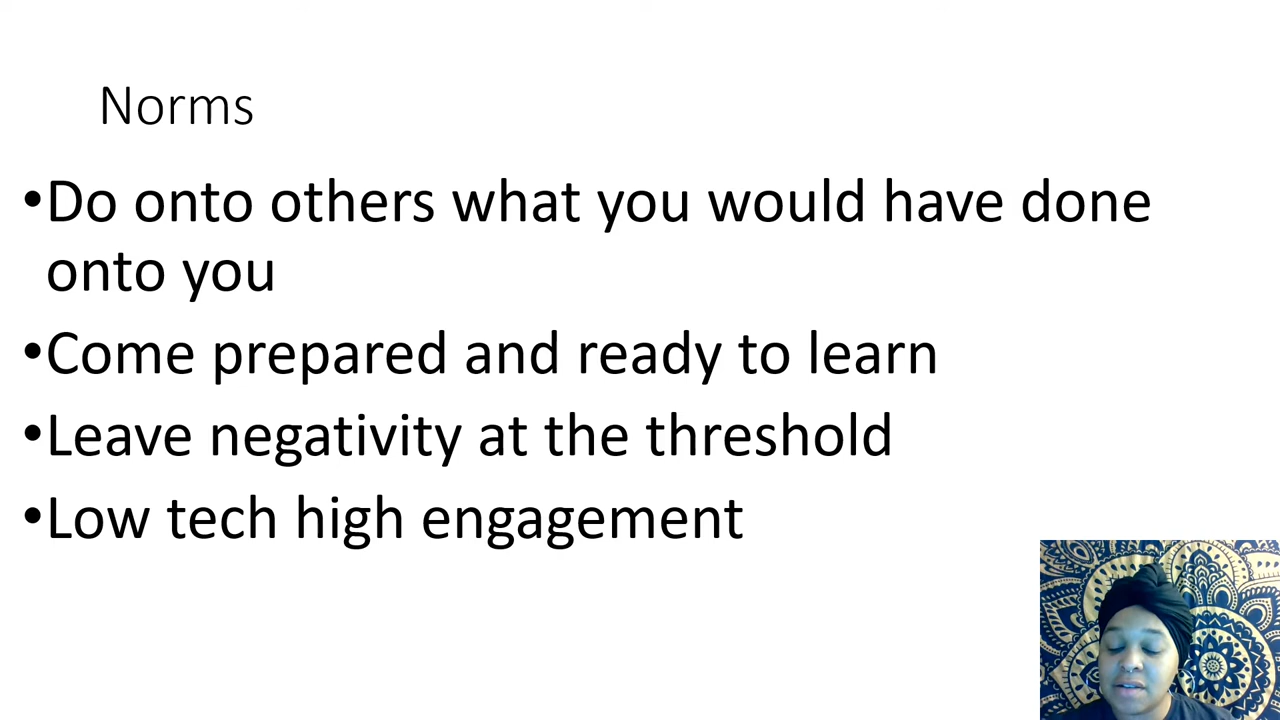 Norms
•Do onto others what you would have done
onto you
•Come prepared and ready to learn
•Leave negativity at the threshold
•Low tech high engagement